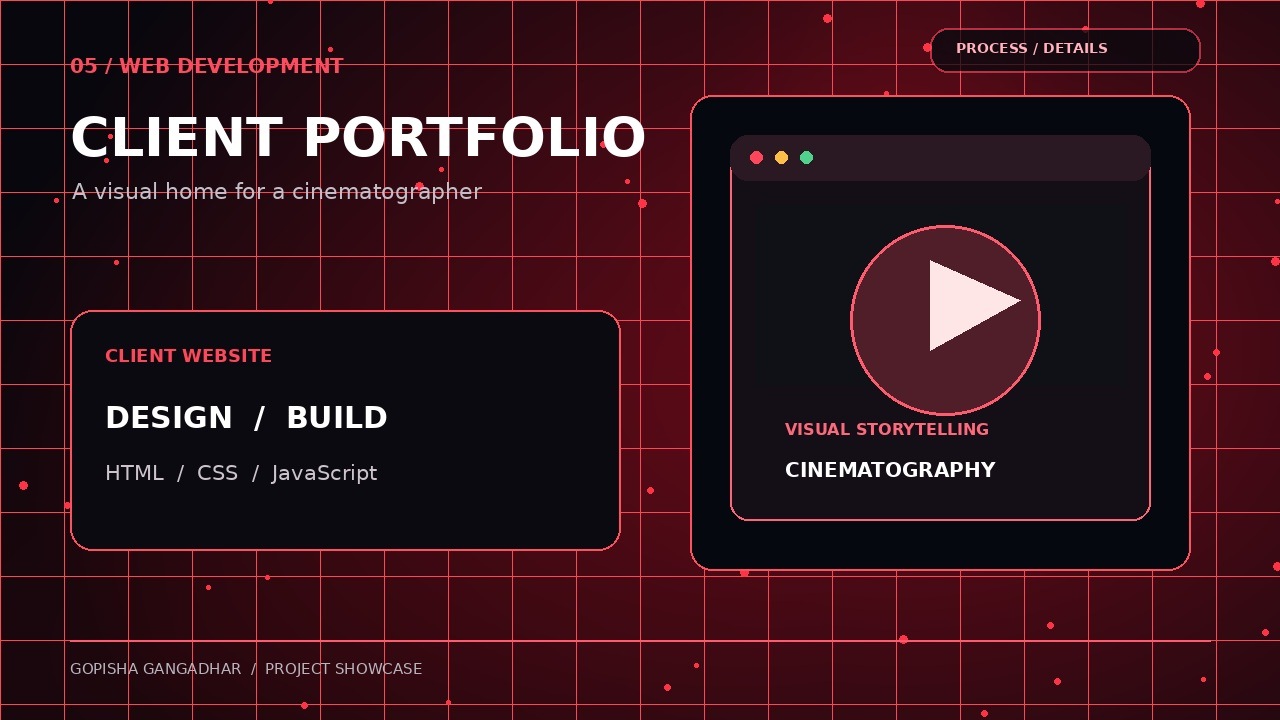 05 / WEB DEVELOPMENT
PROCESS / DETAILS
CLIENT PORTFOLIO
A visual home for a cinematographer
CLIENT WEBSITE
DESIGN / BUILD
HTML / CSS / JavaScript
VISUAL STORYTELLING
CINEMATOGRAPHY
GOPISHA GANGADHAR / PROJECT SHOWCASE